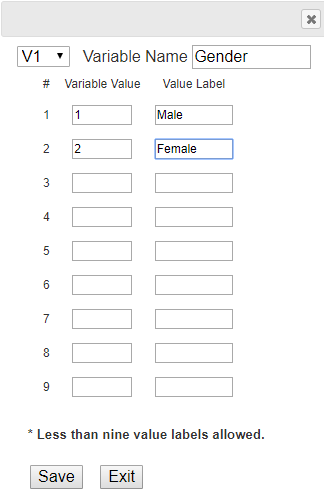 V1 Variable Name Gender
# Variable Value Value Label
1 1 Male
2 2 Female
3
4
5
6
7
8
9
* Less than nine value labels allowed.
Save Exit